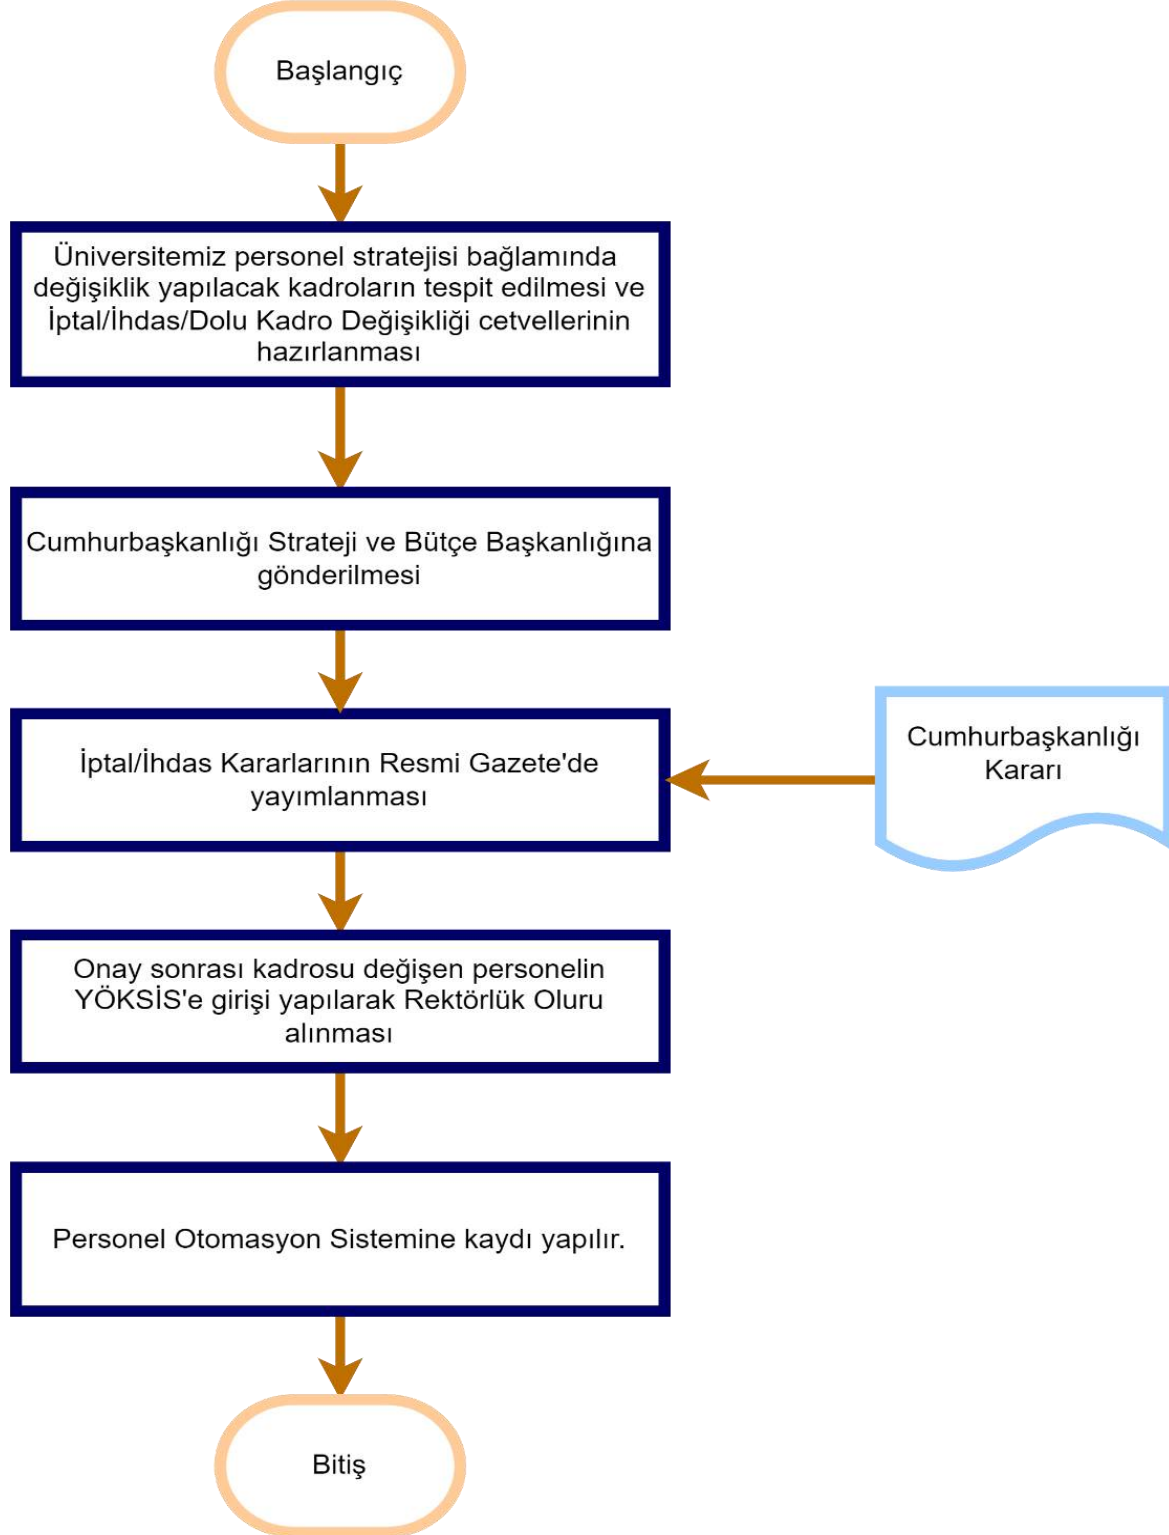 Başlangıç
Üniversitemiz personel stratejisi bağlamında
değişiklik yapılacak kadroların tespit edilmesi ve
İptal/İhdas/Dolu Kadro Değişikliği cetvellerinin
hazırlanması
Cumhurbaşkanlığı Strateji ve Bütçe Başkanlığına
gönderilmesi
İptal/İhdas Kararlarının Resmi Gazete'de
yayımlanması
Cumhurbaşkanlığı
Kararı
Onay sonrası kadrosu değişen personelin
YÖKSİS'e girişi yapılarak Rektörlük Oluru
alınması
Personel Otomasyon Sistemine kaydı yapılır.
Bitiş